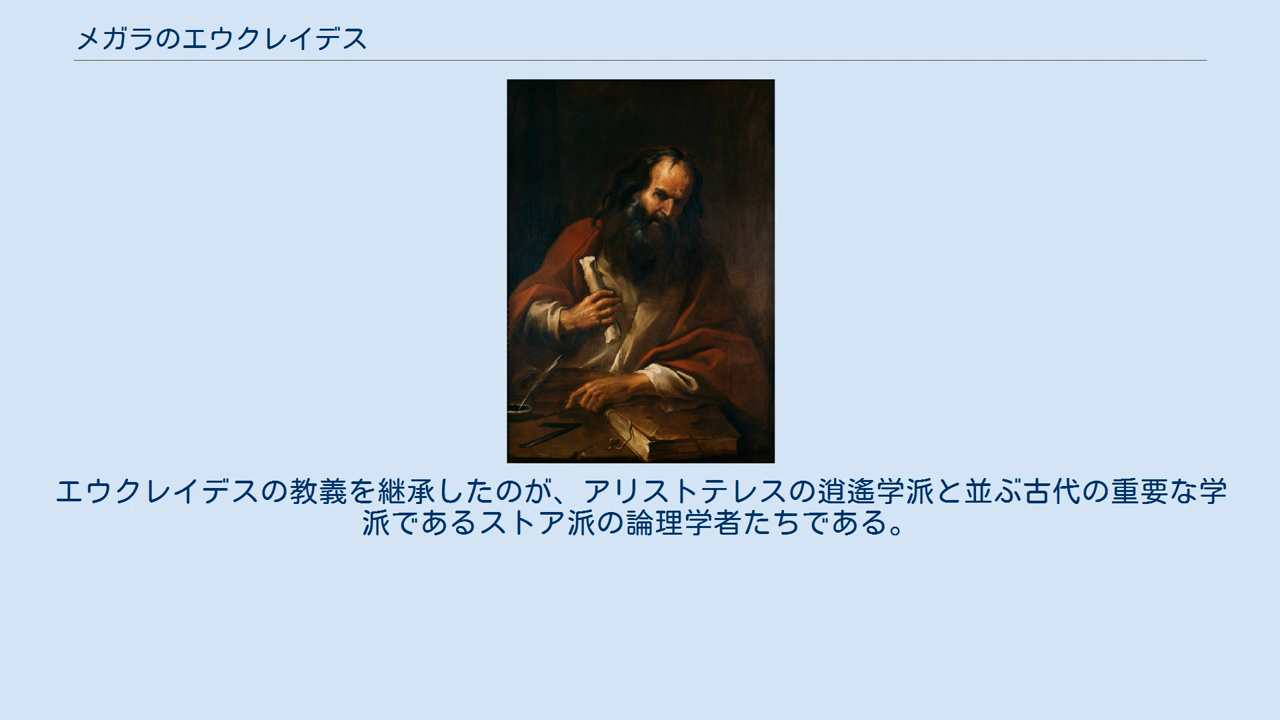 メガラのエウクレイデス
エウクレイデスの教義を継承したのが、アリストテレスの逍遙学派と並ぶ古代の重要な学
派であるストア派の論理学者たちである。